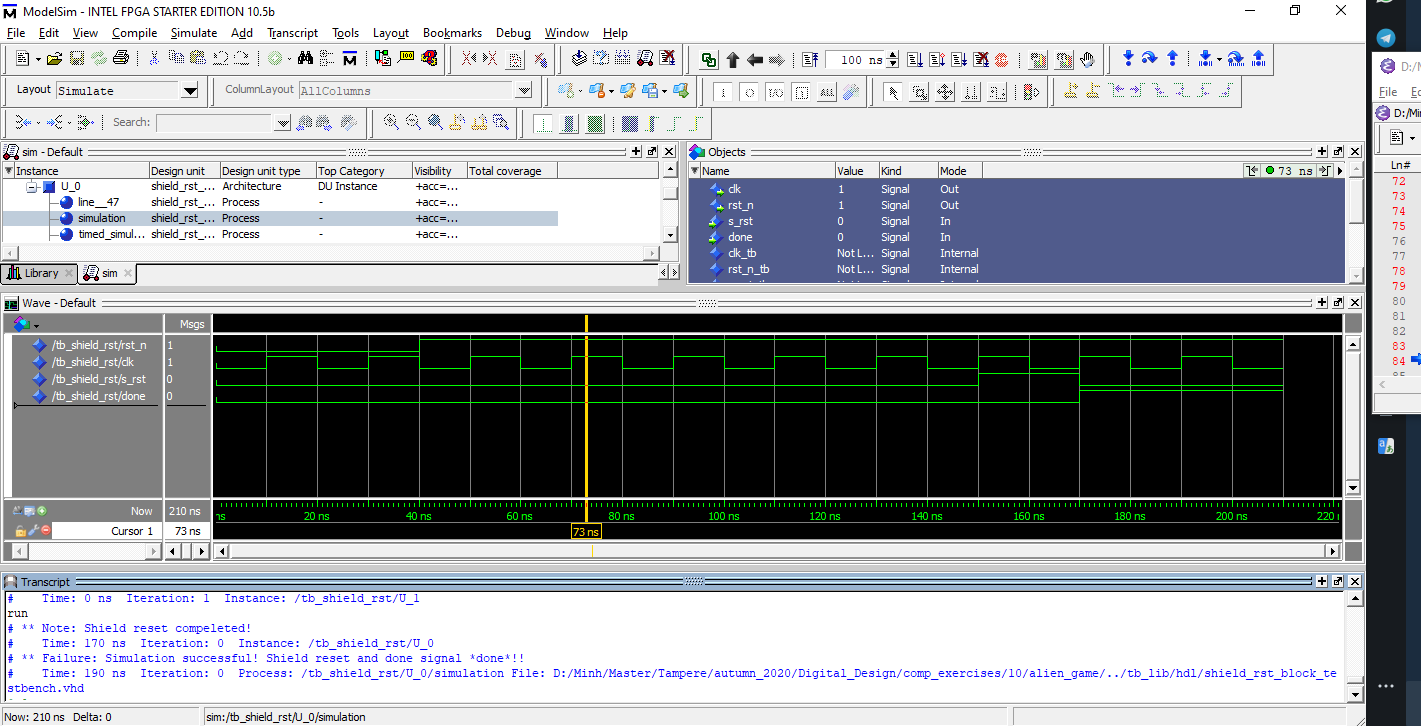 ModelSim - INTEL FPGA STARTER EDITION 10.5b
File Edit View Compile Simulate Add Transcript Tools Layout Bookmarks Debug Window Help
100 ns
Layout Simulate ColumnLayout AllColumns
Search:
sim - Default
Instance Design unit Design unit type Top Category Visibility Total coverage
U_0 shield_rst_... Architecture DU Instance +acc=...
line__47 shield_rst_... Process - +acc=...
simulation shield_rst_... Process - +acc=...
timed_simul... shield_rst_... Process - +acc=...
Library sim
Objects
Name Value Kind Mode 73 ns
clk 1 Signal Out
rst_n 1 Signal Out
s_rst 0 Signal In
done 0 Signal In
clk_tb Not L... Signal Internal
rst_n_tb Not L... Signal Internal
Wave - Default
Msgs
/tb_shield_rst/rst_n 1
/tb_shield_rst/clk 1
/tb_shield_rst/s_rst 0
/tb_shield_rst/done 0
Now 210 ns
ns 20 ns 40 ns 60 ns 80 ns 100 ns 120 ns 140 ns 160 ns 180 ns 200 ns 220
Cursor 1 73 ns
73 ns
Transcript
# Time: 0 ns Iteration: 1 Instance: /tb_shield_rst/U_1
run
# ** Note: Shield reset compeleted!
# Time: 170 ns Iteration: 0 Instance: /tb_shield_rst/U_0
# ** Failure: Simulation successful! Shield reset and done signal *done*!!
# Time: 190 ns Iteration: 0 Process: /tb_shield_rst/U_0/simulation File: D:/Minh/Master/Tampere/autumn_2020/Digital_Design/comp_exercises/10/alien_game/../tb_lib/hdl/shield_rst_block_te
stbench.vhd
Now: 210 ns Delta: 0 sim:/tb_shield_rst/U_0/simulation
D:/M
File Ed
D:/Min
Ln#
72
73
74
75
76
77
78
79
80
81
82
83
84